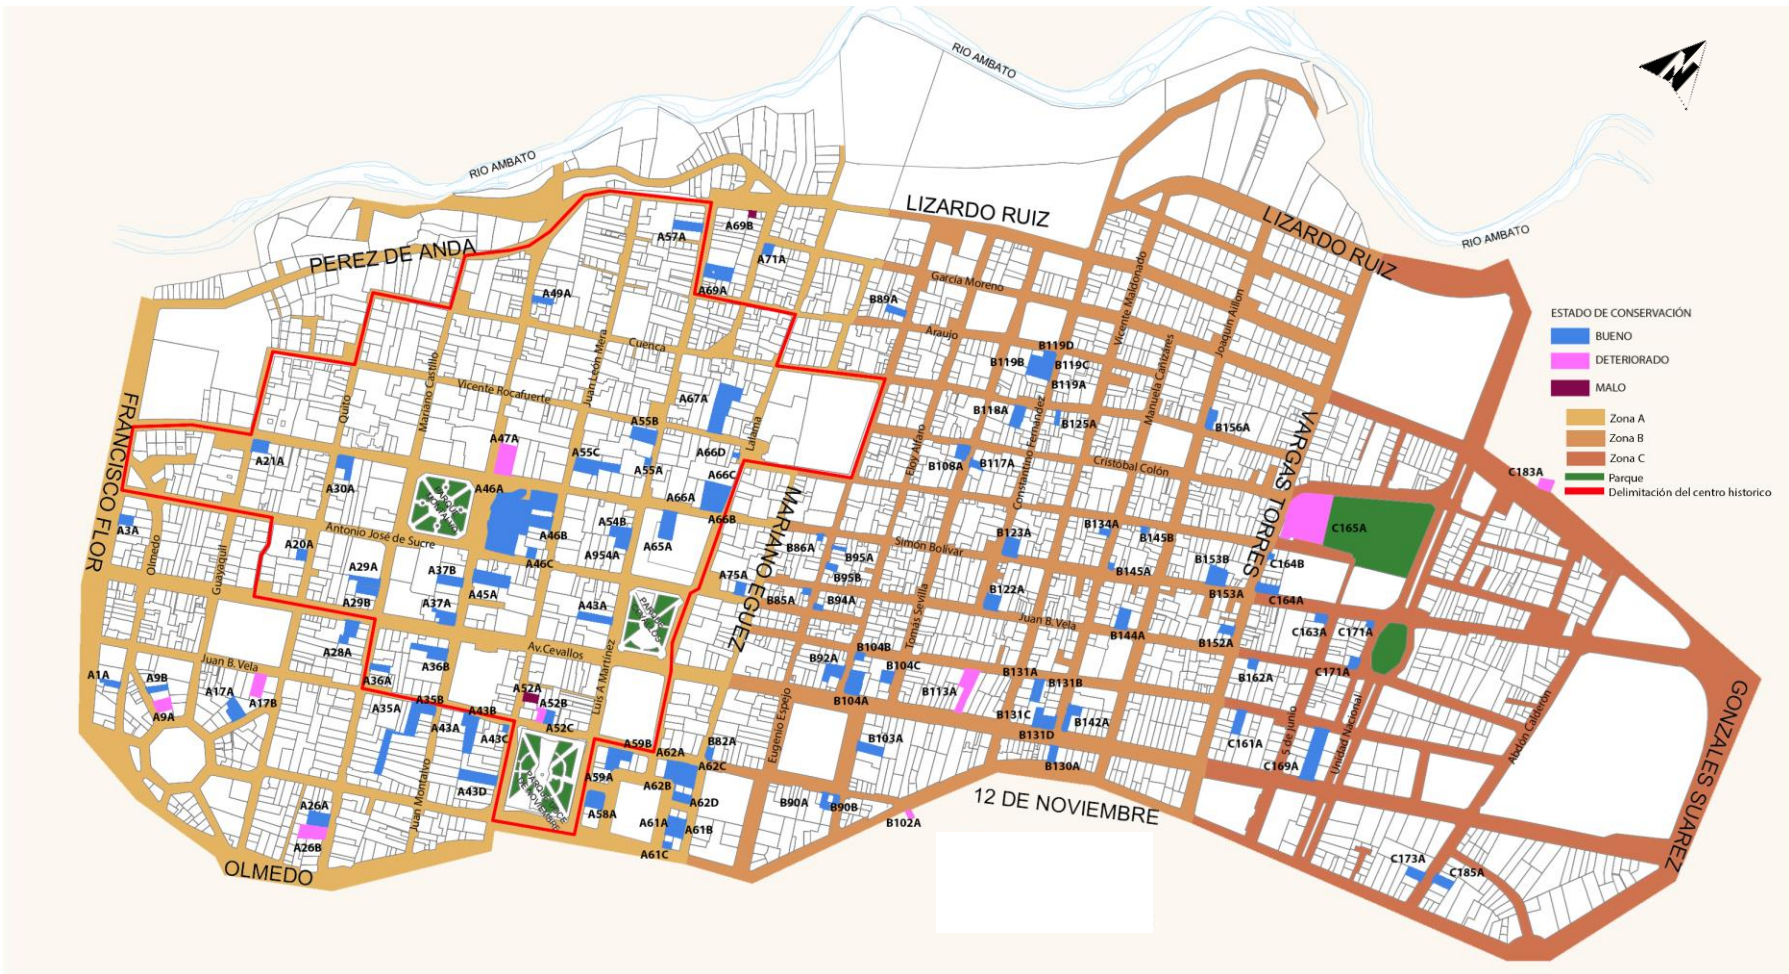 RIO AMBATO
RIO AMBATO
RIO AMBATO
N
LIZARDO RUIZ
LIZARDO RUIZ
PEREZ DE ANDA
A57A
A69B
A71A
A69A
A49A
B89A
García Moreno
Araujo
Vicente Maldonado
Joaquin Aillon
Manuela Cañizares
ESTADO DE CONSERVACIÓN
BUENO
DETERIORADO
MALO
Zona A
Zona B
Zona C
Parque
Delimitación del centro historico
Cuenca
Juan León Mera
Mariano Castillo
Vicente Rocafuerte
Quito
B119D
B119B
B119C
B119A
FRANCISCO FLOR
A67A
Lalama
A55B
A47A
A21A
A30A
A55C
A55A
A66D
A66C
A66A
A66B
A46A
B118A
B125A
B156A
Eloy Alfaro
Constantino Fernández
B108A
B117A
Cristóbal Colón
VARGAS TORRES
C183A
C165A
PARQUE
MONTALVO
MARIANO EGUEZ
A3A
Olmedo
Guayaquil
A20A
Antonio José de Sucre
A54B
A954A
A65A
A46B
A46C
B86A
B95A
B95B
Simón Bolivar
B123A
B134A
B145B
B145A
B153B
B153A
C164B
C164A
A29A
A29B
A37B
A37A
A45A
A43A
A75A
B85A
B94A
B122A
Tomás Sevilla
Juan B. Vela
B144A
B152A
C163A
C171A
C171A
A28A
A36B
A36A
Av.Cevallos
Luis A Martínez
B104B
B104C
B92A
B104A
B113A
B131A
B131B
B131C
B131D
B142A
B162A
C161A
Juan B. Vela
A1A
A9B
A9A
A17A
A17B
A35A
A35B
A43B
A43A
A43C
A43D
A52A
A52B
A52C
A59B
A59A
A58A
A62A
A62B
A62C
A62D
B82A
Eugenio Espejo
B103A
B130A
C169A
5 de junio
Unidad Nacional
Abdón Calderón
GONZALES SUAREZ
PARQUE DOCE
DE NOVIEMBRE
Juan Montalvo
A26A
A26B
A61A
A61B
A61C
B90A
B90B
B102A
12 DE NOVIEMBRE
OLMEDO
C173A
C185A